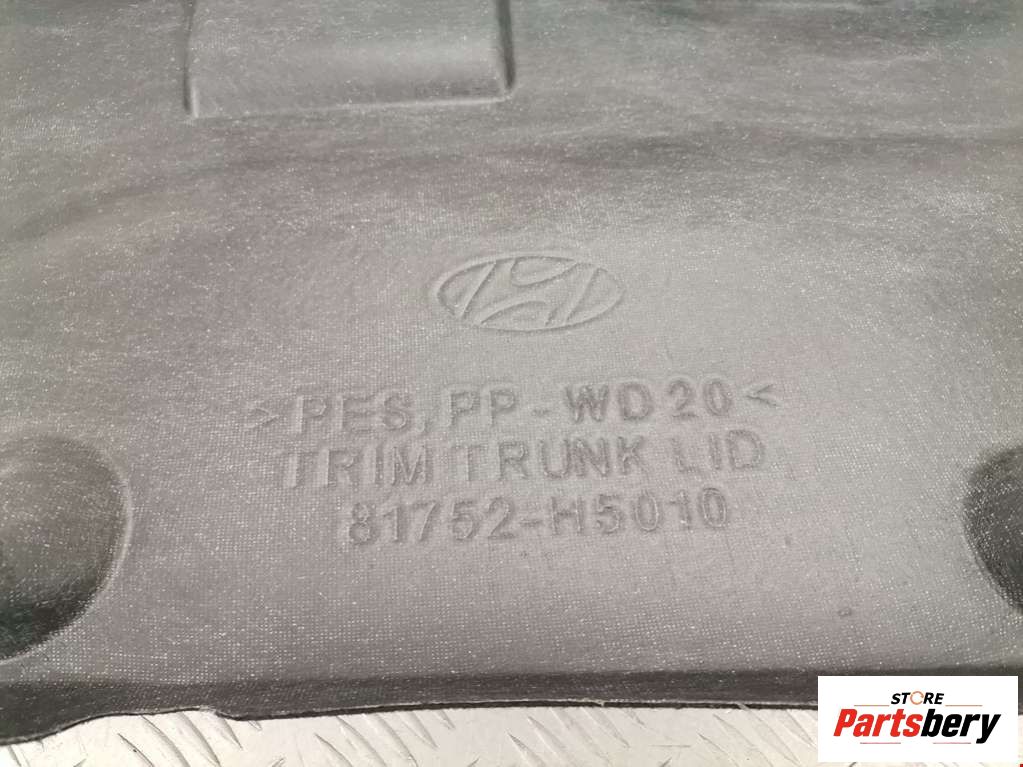 >PES, PP-WD20<
TRIM TRUNK LID
81752-H5010
STORE
Partsbery